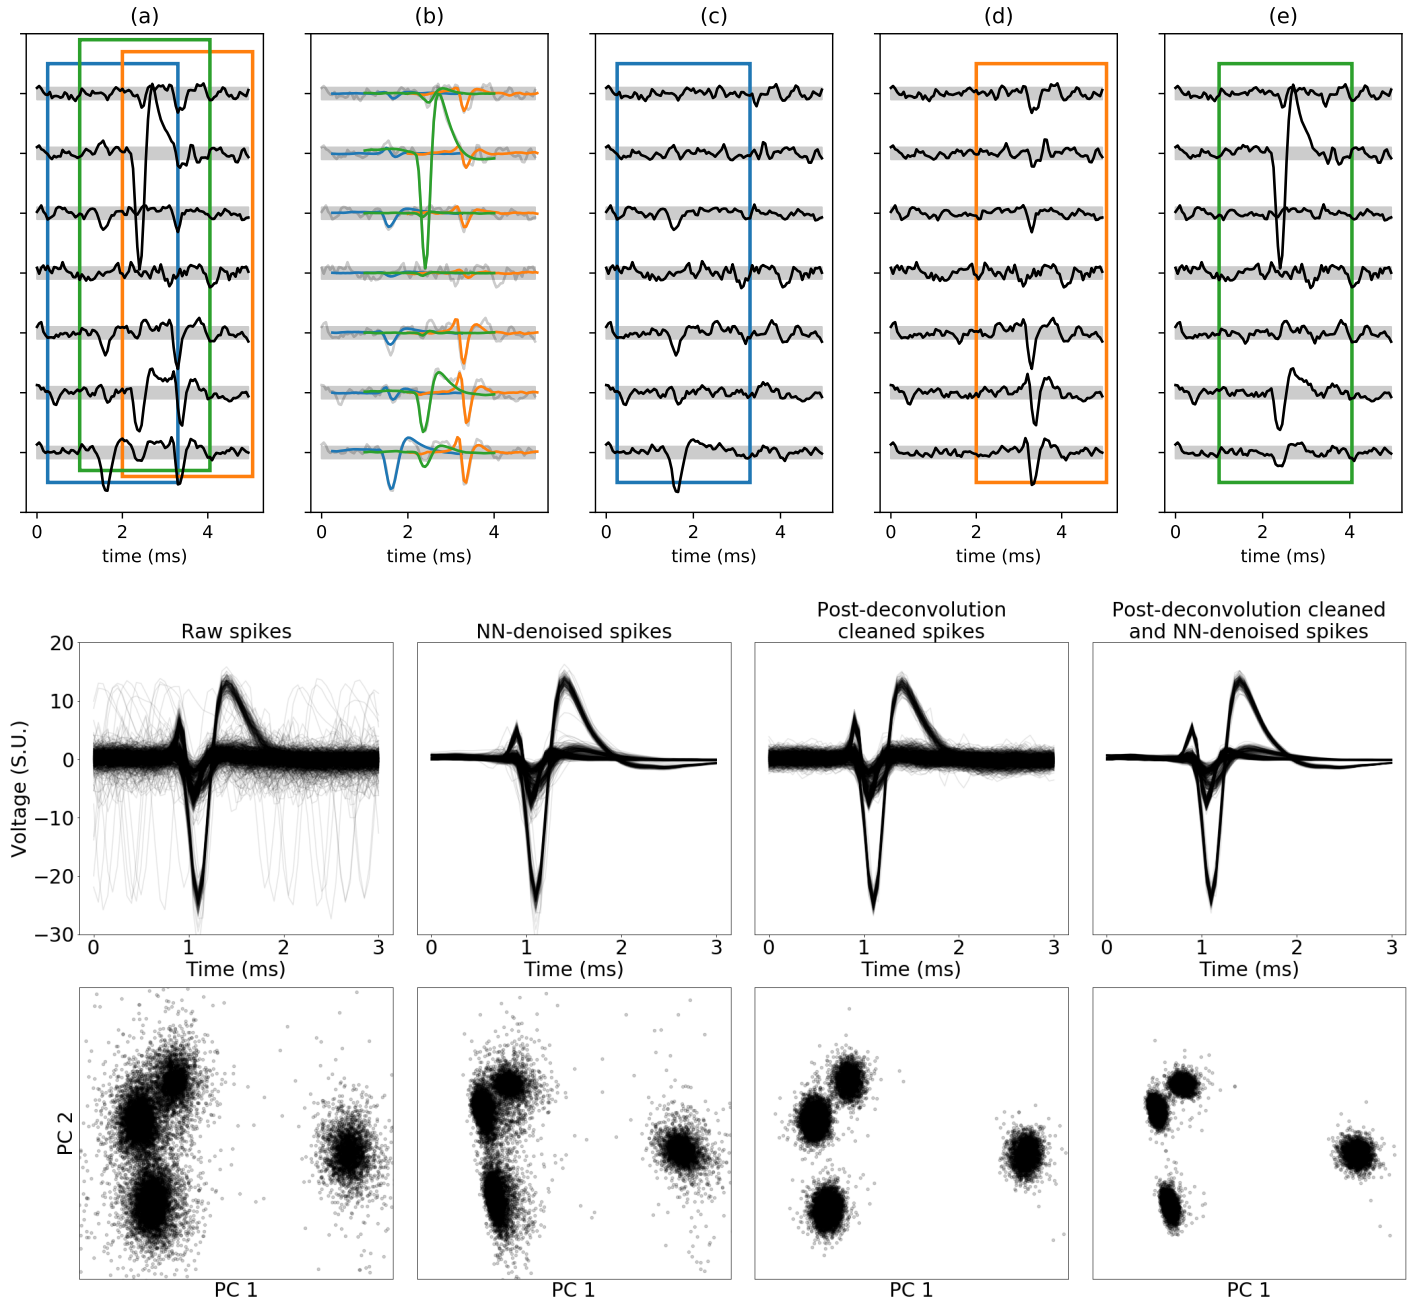 (a) (b) (c) (d) (e)
0 2 4 0 2 4 0 2 4 0 2 4 0 2 4
time (ms) time (ms) time (ms) time (ms) time (ms)
Raw spikes
NN-denoised spikes
Post-deconvolution
cleaned spikes
Post-deconvolution cleaned
and NN-denoised spikes
Voltage (S.U.)
20
10
0
−10
−20
−30
0 1 2 3 0 1 2 3 0 1 2 3 0 1 2 3
Time (ms) Time (ms) Time (ms) Time (ms)
PC 2
PC 1 PC 1 PC 1 PC 1